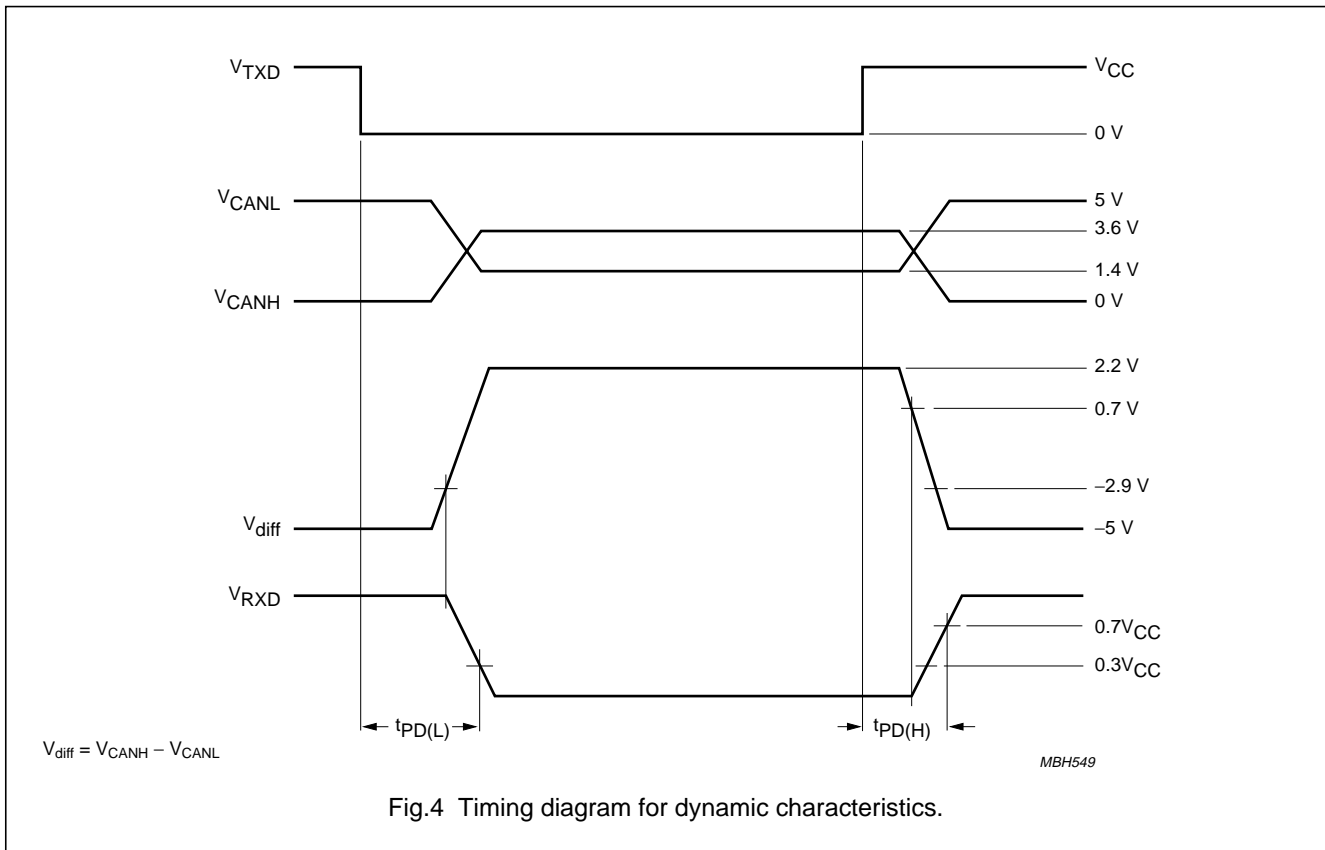 VTXD
VCC
0 V
VCANL
5 V
3.6 V
1.4 V
VCANH
0 V
2.2 V
0.7 V
−2.9 V
Vdiff
−5 V
VRXD
0.7VCC
0.3VCC
tPD(L)
tPD(H)
Vdiff = VCANH − VCANL
MBH549
Fig.4 Timing diagram for dynamic characteristics.